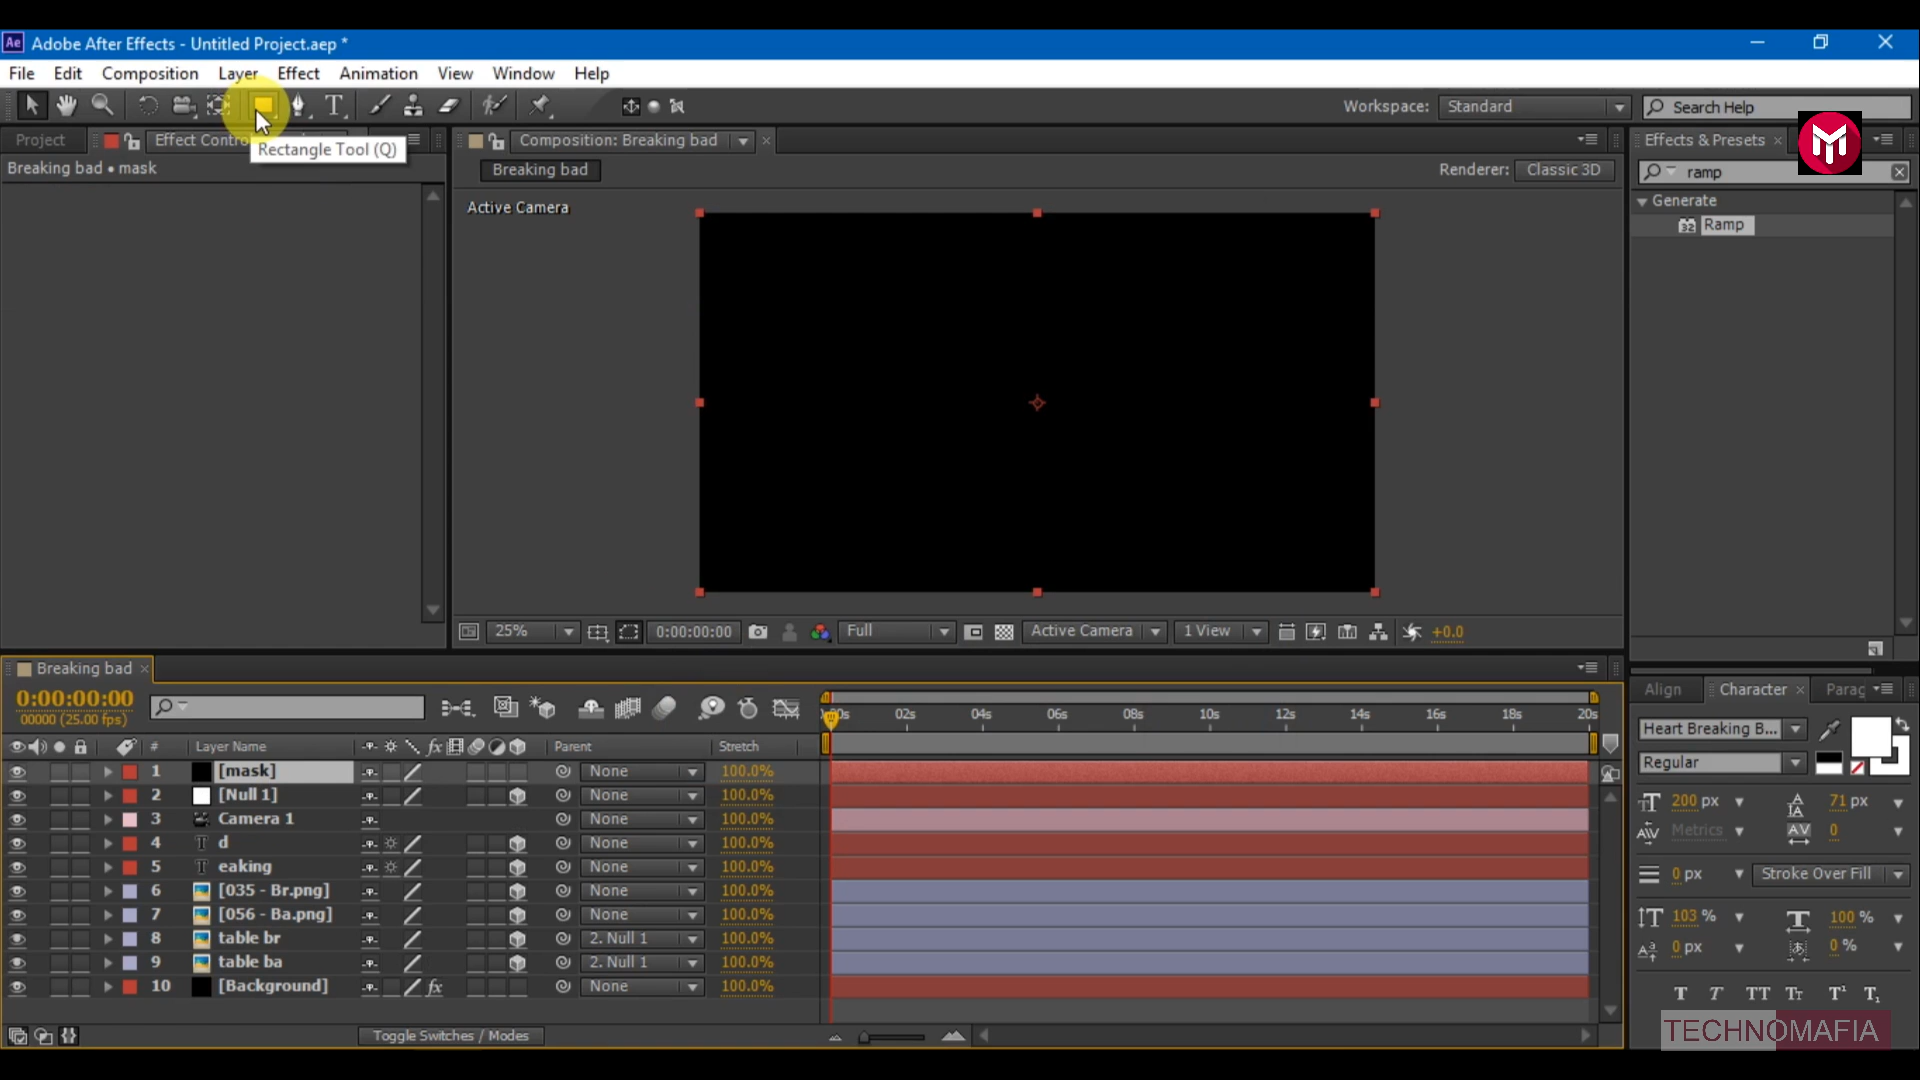 Ae Adobe After Effects - Untitled Project.aep *
File Edit Composition Layer Effect Animation View Window Help
T Workspace: Standard Search Help
Project Effect Contro Composition: Breaking bad Effects & Presets
Rectangle Tool (Q)
Breaking bad • mask Breaking bad Renderer: Classic 3D ramp
Active Camera Generate
32 Ramp
25% 0:00:00:00 Full Active Camera 1 View +0.0
Breaking bad
0:00:00:00
00000 (25.00 fps)
Align Character Parag
02s 04s 06s 08s 10s 12s 14s 16s 18s 20s
# Layer Name fx Parent Stretch
1 [mask] None 100.0%
2 [Null 1] None 100.0%
3 Camera 1 None 100.0%
4 T d None 100.0%
5 T eaking None 100.0%
6 [035 - Br.png] None 100.0%
7 [056 - Ba.png] None 100.0%
8 table br 2. Null 1 100.0%
9 table ba 2. Null 1 100.0%
10 [Background] fx None 100.0%
Toggle Switches / Modes
Heart Breaking B...
Regular
200 px 71 px
Metrics 0
0 px Stroke Over Fill
103 % 100 %
0 px 0 %
T T TT Tt T¹ T₁
TECHNOMAFIA